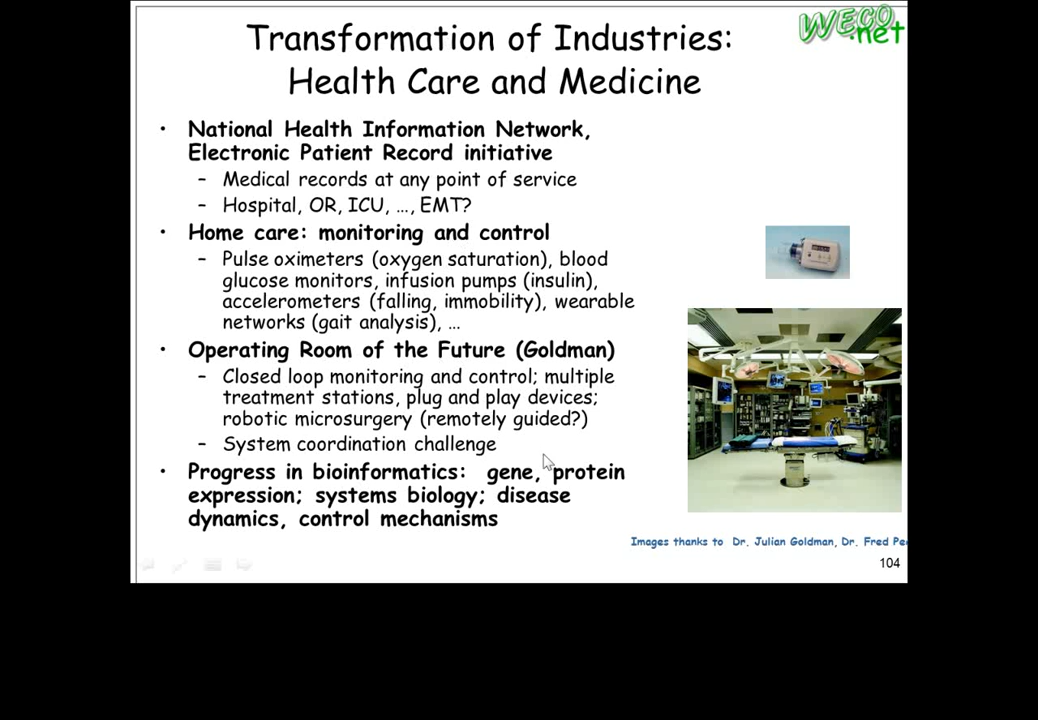 Transformation of Industries:
Health Care and Medicine
WECO
.net
• National Health Information Network,
Electronic Patient Record initiative
– Medical records at any point of service
– Hospital, OR, ICU, …, EMT?
• Home care: monitoring and control
– Pulse oximeters (oxygen saturation), blood
glucose monitors, infusion pumps (insulin),
accelerometers (falling, immobility), wearable
networks (gait analysis), …
• Operating Room of the Future (Goldman)
– Closed loop monitoring and control; multiple
treatment stations, plug and play devices;
robotic microsurgery (remotely guided?)
– System coordination challenge
• Progress in bioinformatics: gene, protein
expression; systems biology; disease
dynamics, control mechanisms
Images thanks to Dr. Julian Goldman, Dr. Fred
104